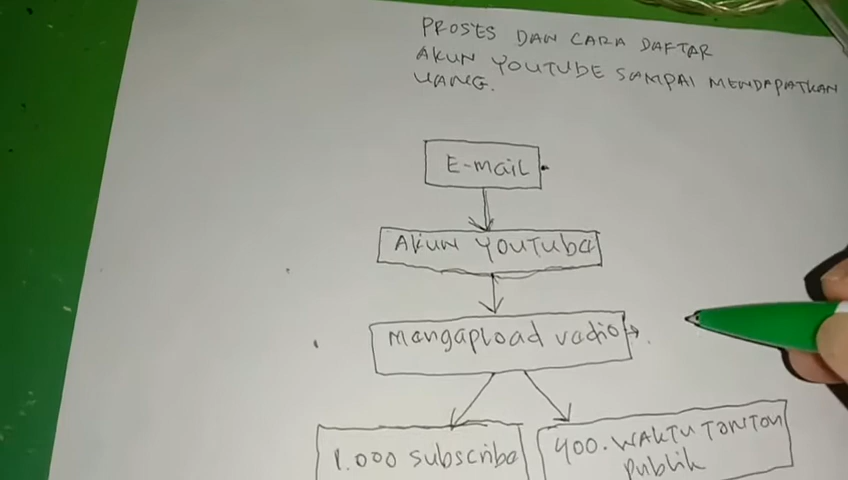 PROSES DAN CARA DAFTAR
AKUN YOUTUBE SAMPAI MENDAPATKAN
UANG.
E-mail
AKUN YOUTUBE
mengapload vedio
1.000 subscribe
400. WAKTU TONTON
publik